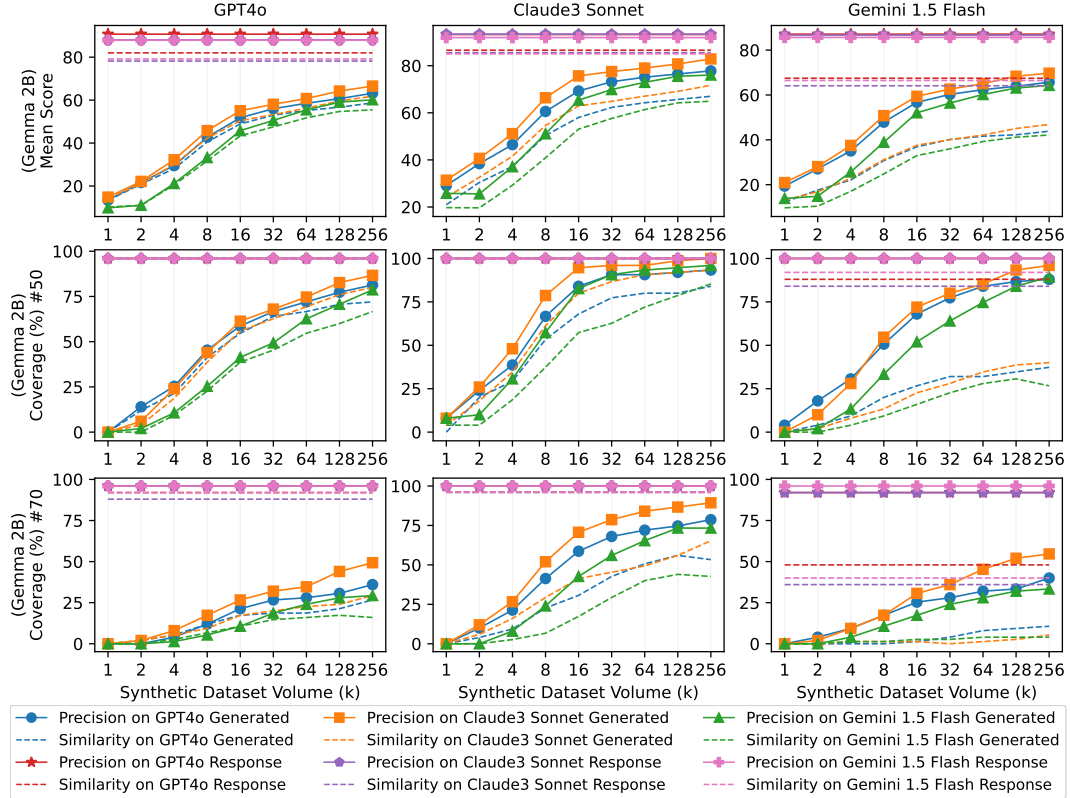 GPT4o Claude3 Sonnet Gemini 1.5 Flash
(Gemma 2B)
Mean Score
80
60
40
20
80
60
40
20
80
60
40
20
1 2 4 8 16 32 64 128 256 1 2 4 8 16 32 64 128 256 1 2 4 8 16 32 64 128 256
(Gemma 2B)
Coverage (%) #50
100
75
50
25
0
100
75
50
25
0
100
75
50
25
0
1 2 4 8 16 32 64 128 256 1 2 4 8 16 32 64 128 256 1 2 4 8 16 32 64 128 256
(Gemma 2B)
Coverage (%) #70
100
75
50
25
0
100
75
50
25
0
100
75
50
25
0
1 2 4 8 16 32 64 128 256 1 2 4 8 16 32 64 128 256 1 2 4 8 16 32 64 128 256
Synthetic Dataset Volume (k) Synthetic Dataset Volume (k) Synthetic Dataset Volume (k)
Precision on GPT4o Generated Precision on Claude3 Sonnet Generated Precision on Gemini 1.5 Flash Generated
Similarity on GPT4o Generated Similarity on Claude3 Sonnet Generated Similarity on Gemini 1.5 Flash Generated
Precision on GPT4o Response Precision on Claude3 Sonnet Response Precision on Gemini 1.5 Flash Response
Similarity on GPT4o Response Similarity on Claude3 Sonnet Response Similarity on Gemini 1.5 Flash Response